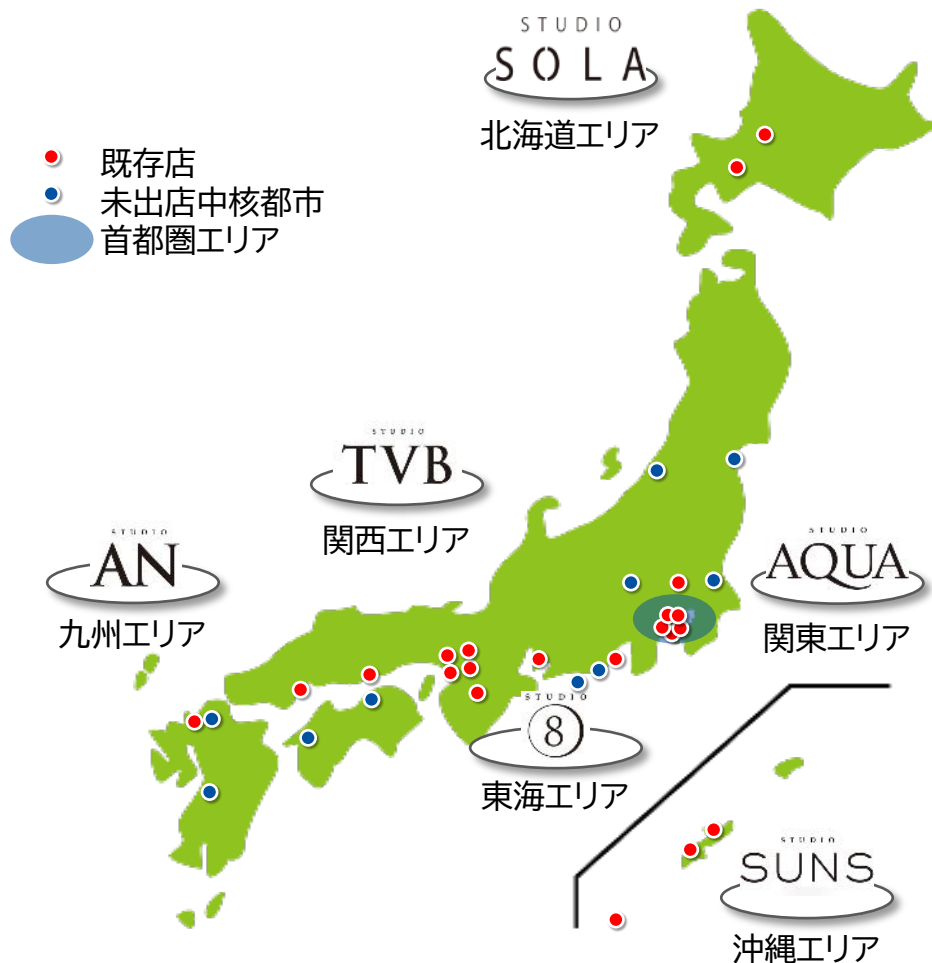 STUDIO
SOLA
北海道エリア
既存店
未出店中核都市
首都圏エリア
STUDIO
TVB
関西エリア
STUDIO
AN
九州エリア
STUDIO
AQUA
関東エリア
STUDIO
8
東海エリア
STUDIO
SUNS
沖縄エリア